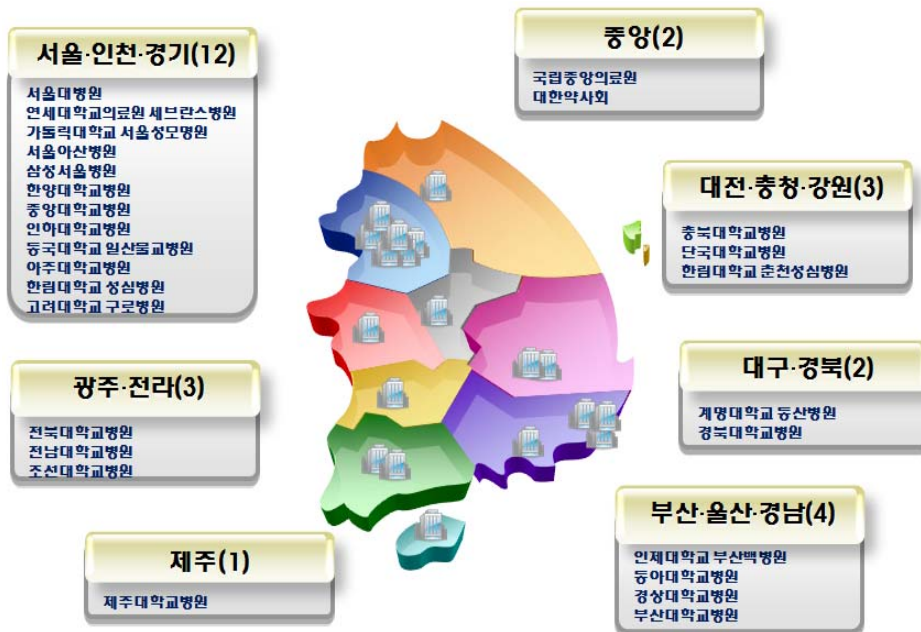 서울·인천·경기(12)
서울대병원
연세대학교의료원 세브란스병원
가톨릭대학교 서울성모병원
서울아산병원
삼성서울병원
한양대학교병원
중앙대학교병원
인하대학교병원
동국대학교 일산불교병원
아주대학교병원
한림대학교 성심병원
고려대학교 구로병원
중앙(2)
국립중앙의료원
대한약사회
대전·충청·강원(3)
충북대학교병원
단국대학교병원
한림대학교 춘천성심병원
광주·전라(3)
전북대학교병원
전남대학교병원
조선대학교병원
대구·경북(2)
계명대학교 동산병원
경북대학교병원
제주(1)
제주대학교병원
부산·울산·경남(4)
인제대학교 부산백병원
동아대학교병원
경상대학교병원
부산대학교병원